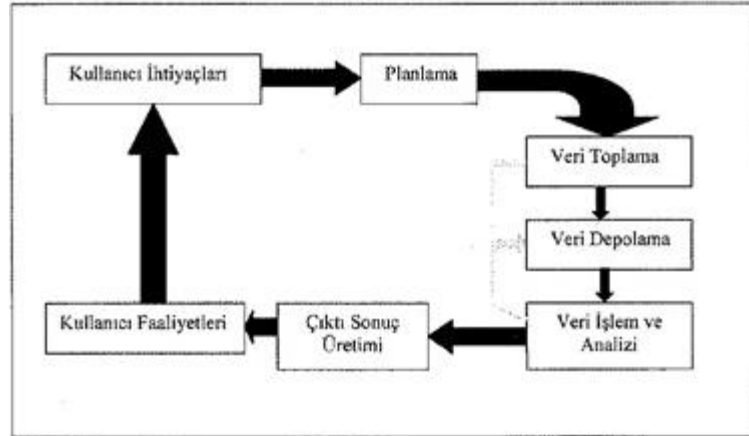 Kullanıcı İhtiyaçları
Planlama
Veri Toplama
Veri Depolama
Veri İşlem ve
Analizi
Çıktı Sonuç
Üretimi
Kullanıcı Faaliyetleri